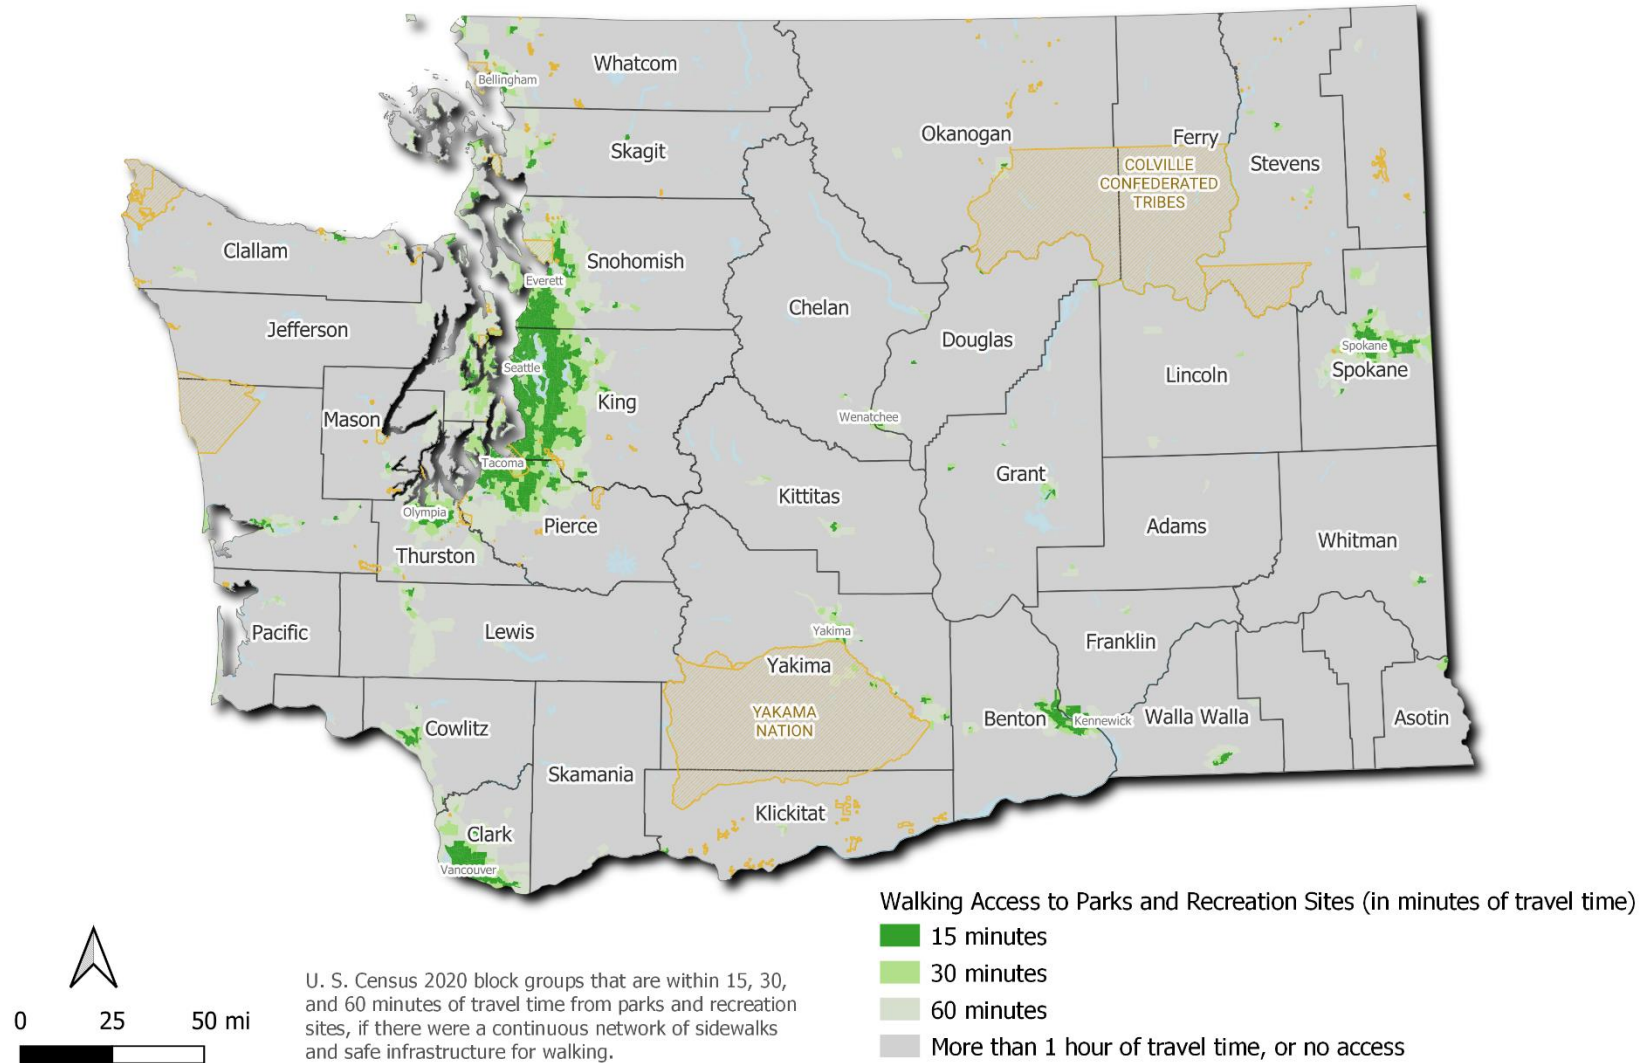 Whatcom
Bellingham
Okanogan
Ferry
Skagit
Stevens
COLVILLE
CONFEDERATED
TRIBES
Clallam
Snohomish
Everett
Chelan
Jefferson
Douglas
Spokane
Seattle
Lincoln
Spokane
King
Mason
Wenatchee
Tacoma
Grant
Kittitas
Olympia
Pierce
Adams
Whitman
Thurston
Pacific
Lewis
Yakima
Franklin
Yakima
YAKAMA
NATION
Benton
Kennewick
Walla Walla
Asotin
Cowlitz
Skamania
Klickitat
Clark
Vancouver
Walking Access to Parks and Recreation Sites (in minutes of travel time)
15 minutes
30 minutes
60 minutes
More than 1 hour of travel time, or no access
U. S. Census 2020 block groups that are within 15, 30,
and 60 minutes of travel time from parks and recreation
sites, if there were a continuous network of sidewalks
and safe infrastructure for walking.
0 25 50 mi